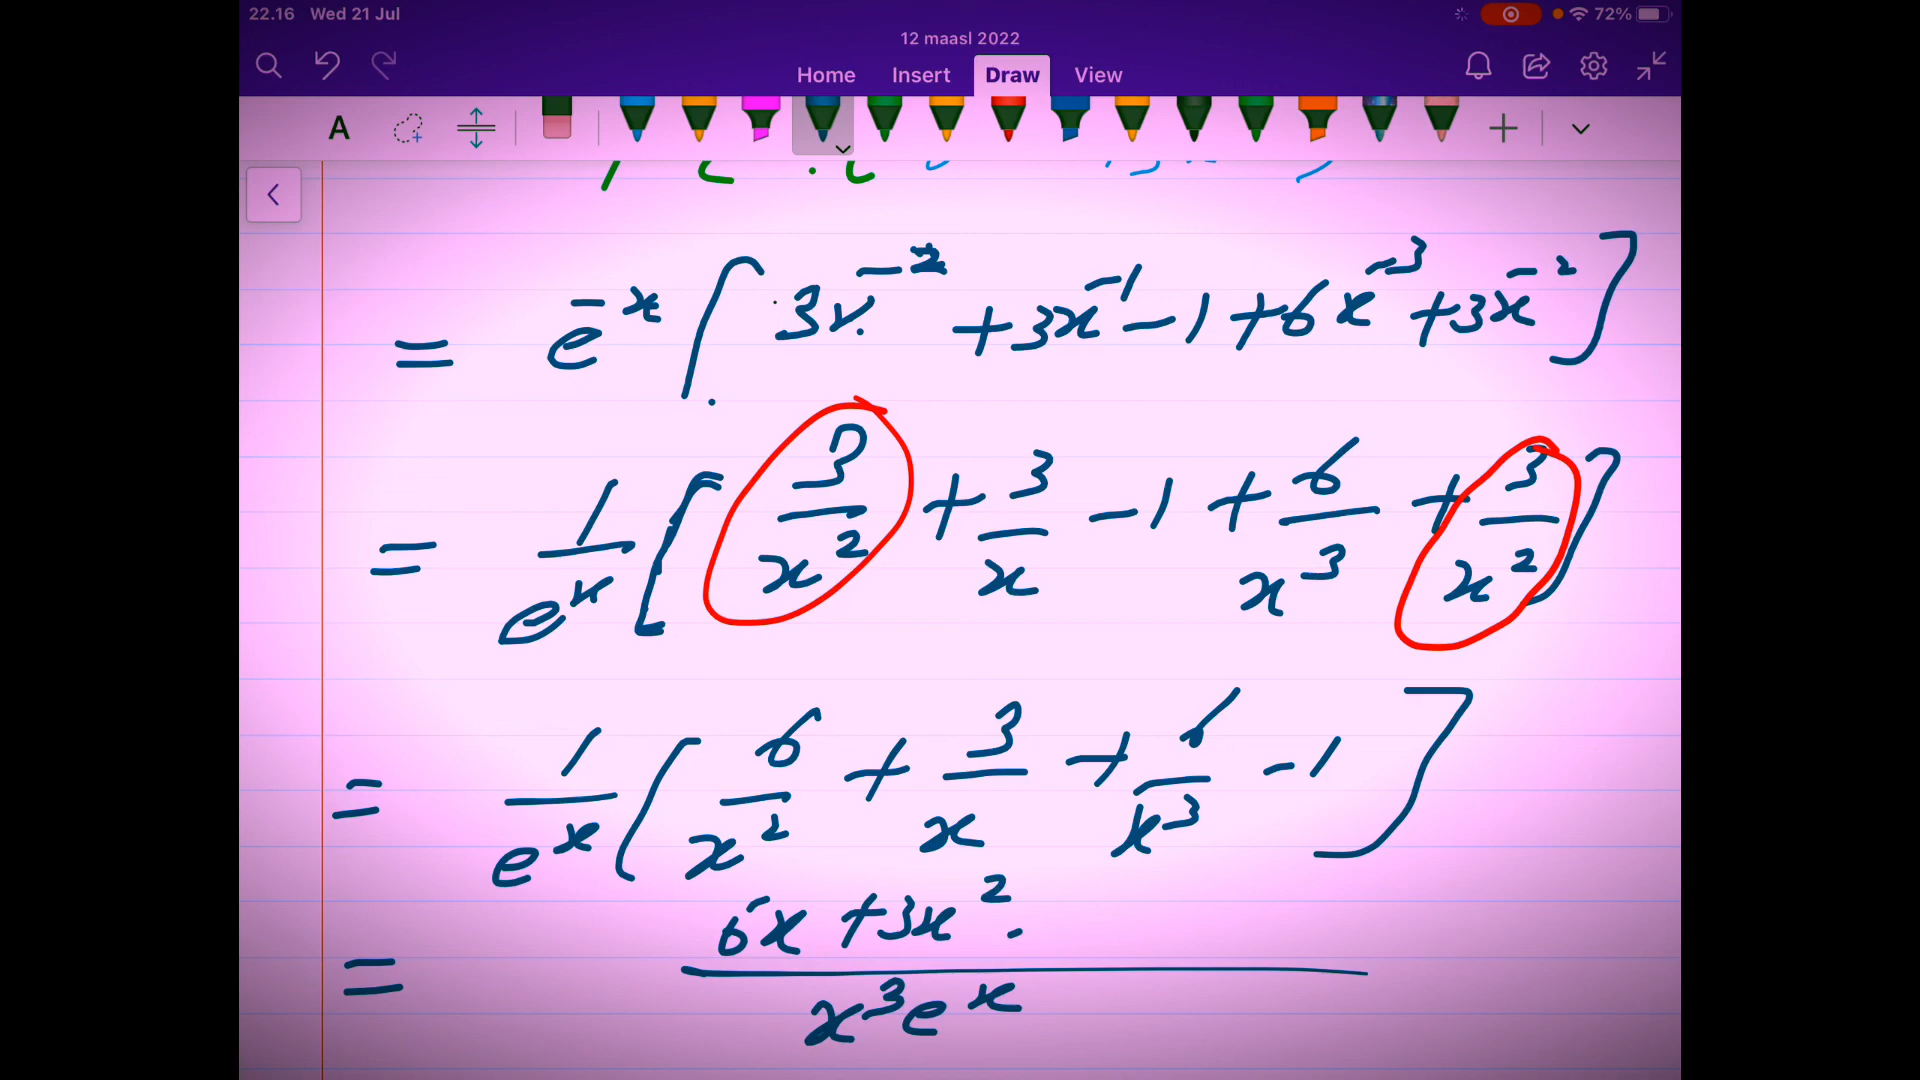 22.16 Wed 21 Jul 72%
12 maasl 2022
Home Insert Draw View
A
= e^{-x} [ 3x^{-2} + 3x^{-1} - 1 + 6x^{-3} + 3x^{-2} ]
= 1/e^x [ 3/x^2 + 3/x - 1 + 6/x^3 + 3/x^2 ]
= 1/e^x [ 6/x^2 + 3/x + 6/x^3 - 1 ]
= (6x + 3x^2) / (x^3 e^x)